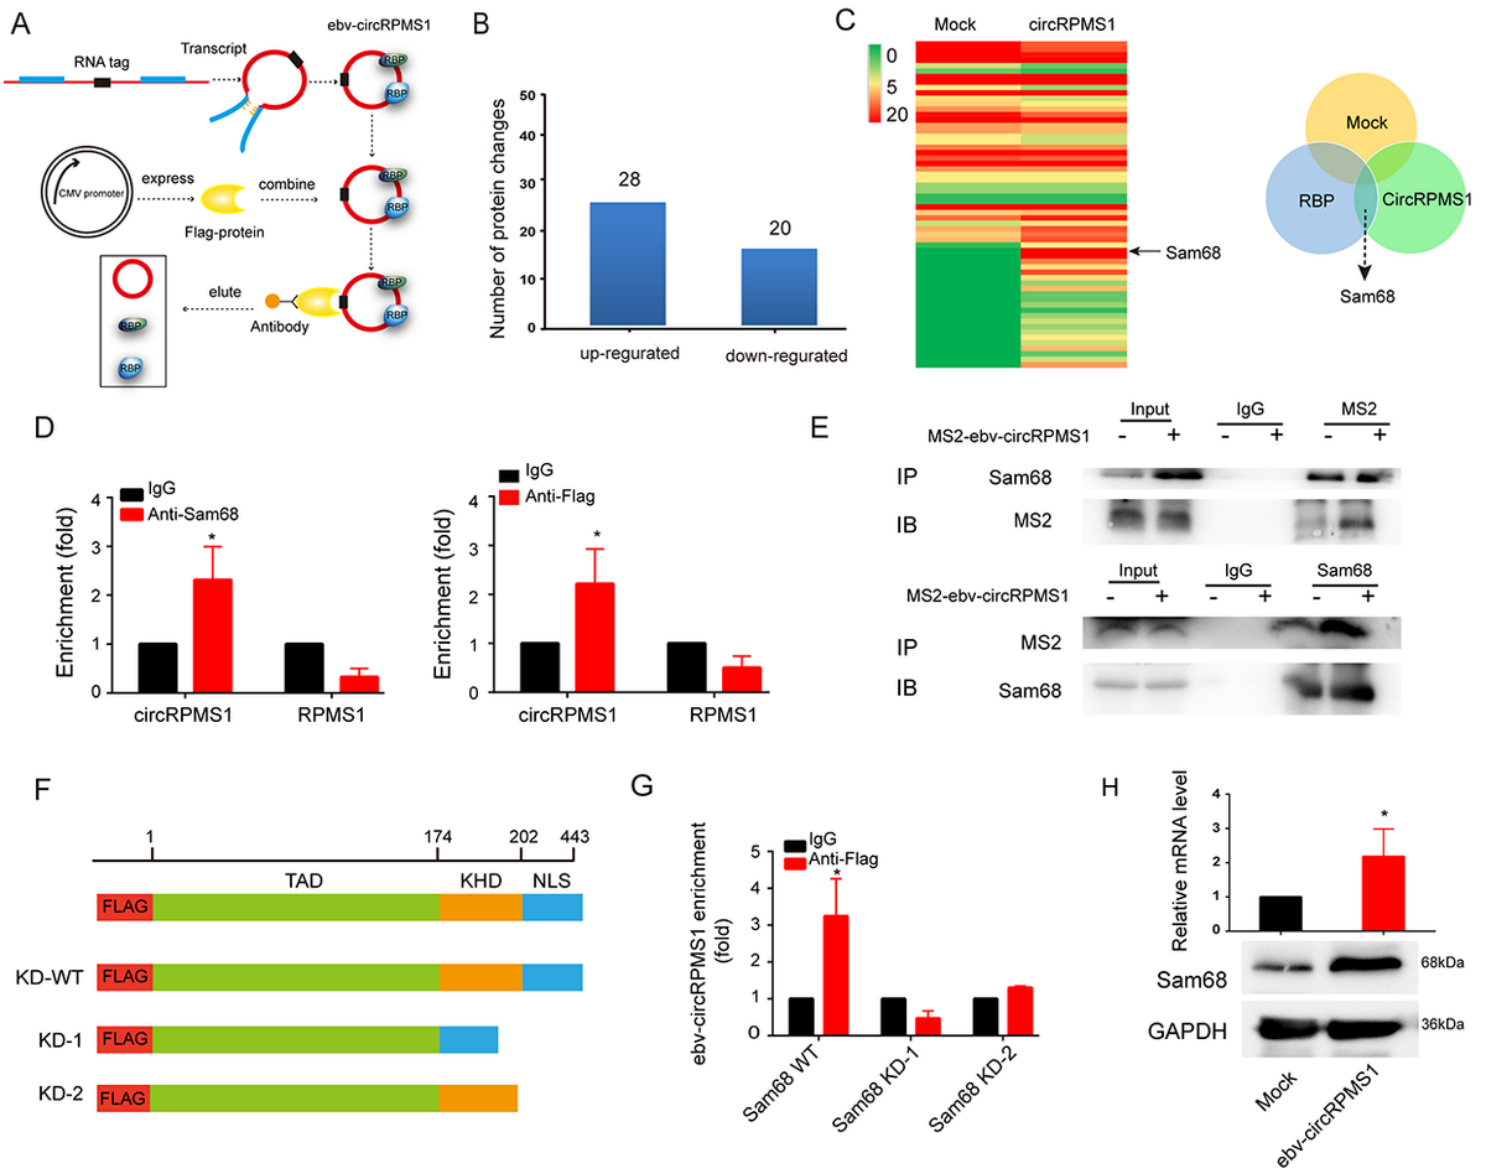 A
RNA tag
Transcript
ebv-circRPMS1
RBP
RBP
CMV promoter
express
Flag-protein
combine
RBP
RBP
elute
Antibody
RBP
RBP
RBP
RBP
B
Number of protein changes
50
40
30
20
10
0
28
20
up-regurated
down-regurated
C
Mock
circRPMS1
0
5
20
Sam68
Mock
RBP
CircRPMS1
Sam68
D
Enrichment (fold)
4
3
2
1
0
IgG
Anti-Sam68
*
circRPMS1
RPMS1
Enrichment (fold)
4
3
2
1
0
IgG
Anti-Flag
*
circRPMS1
RPMS1
E
Input IgG MS2
MS2-ebv-circRPMS1 - + - + - +
IP Sam68
IB MS2
Input IgG Sam68
MS2-ebv-circRPMS1 - + - + - +
IP MS2
IB Sam68
F
1 174 202 443
TAD KHD NLS
FLAG
KD-WT FLAG
KD-1 FLAG
KD-2 FLAG
G
ebv-circRPMS1 enrichment
(fold)
5
4
3
2
1
0
IgG
Anti-Flag
*
Sam68 WT
Sam68 KD-1
Sam68 KD-2
H
Relative mRNA level
4
3
2
1
0
*
Sam68 68kDa
GAPDH 36kDa
Mock
ebv-circRPMS1